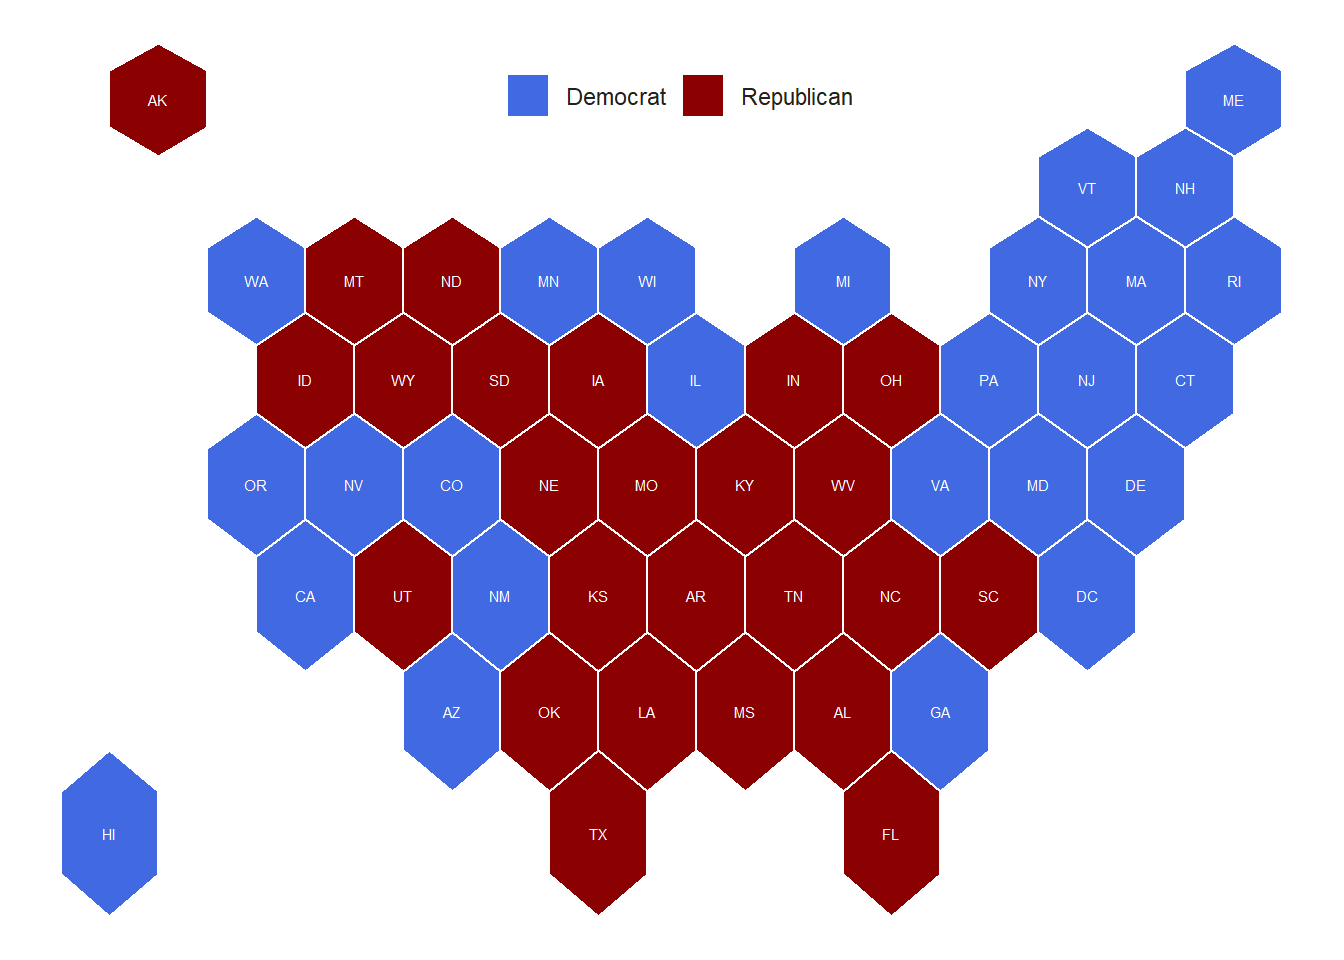 AK
Democrat Republican
ME
VT NH
WA MT ND MN WI MI NY MA RI
ID WY SD IA IL IN OH PA NJ CT
OR NV CO NE MO KY WV VA MD DE
CA UT NM KS AR TN NC SC DC
AZ OK LA MS AL GA
HI TX FL